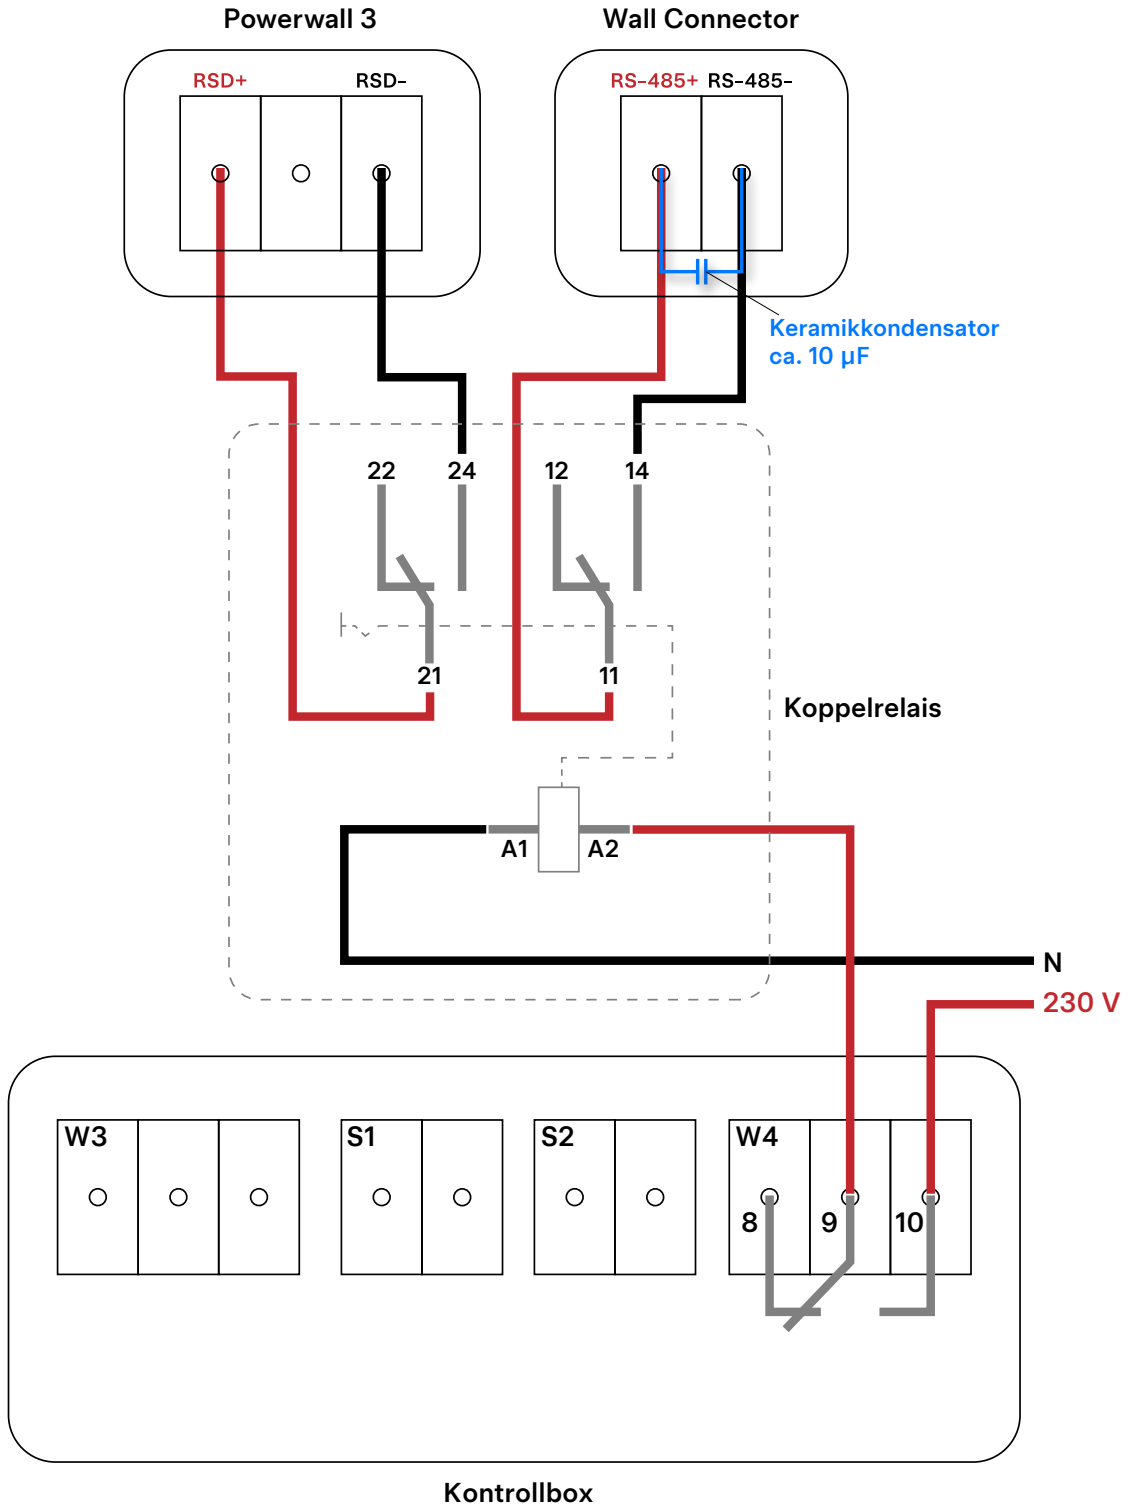 Powerwall 3
Wall Connector
RSD+
RSD-
RS-485+ RS-485-
Keramikkondensator
ca. 10 µF
22
24
12
14
21
11
Koppelrelais
A1
A2
N
230 V
W3
S1
S2
W4
8
9
10
Kontrollbox